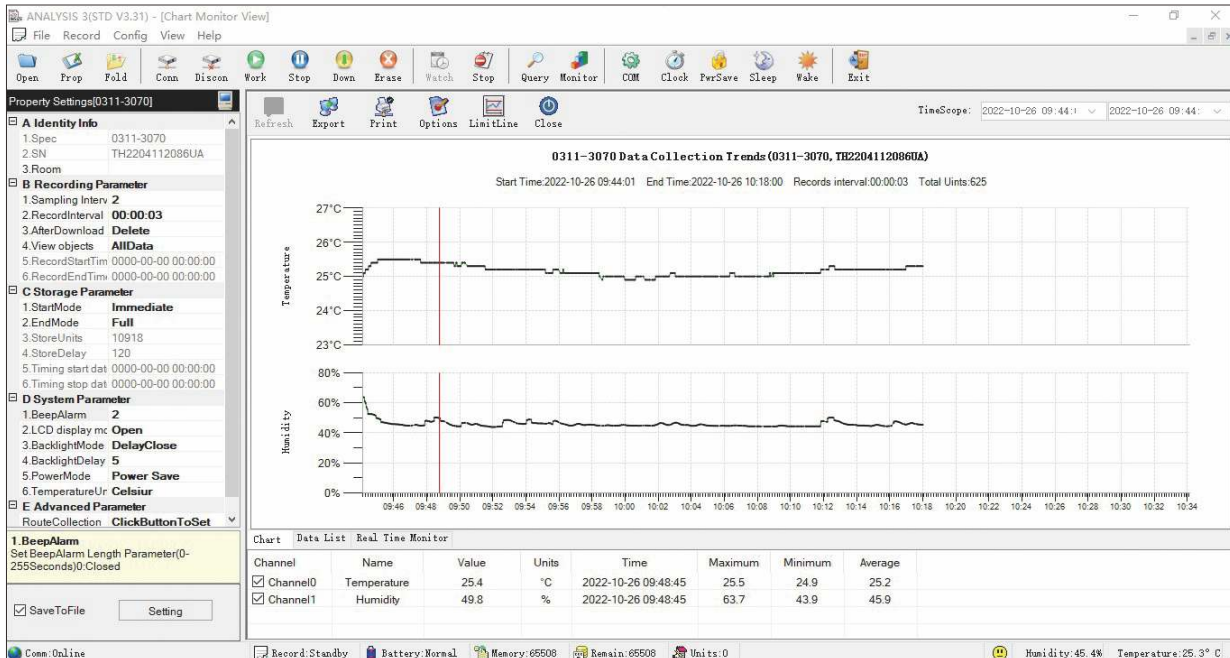 ANALYSIS 3(STD V3.31) - [Chart Monitor View]
File Record Config View Help
Open Prop Fold Conn Discon Work Stop Down Erase Watch Stop Query Monitor COM Clock PwrSave Sleep Wake Exit
Property Settings[0311-3070]
A Identity Info
1.Spec 0311-3070
2.SN TH2204112086UA
3.Room
B Recording Parameter
1.Sampling Interv 2
2.RecordInterval 00:00:03
3.AfterDownload Delete
4.View objects AllData
5.RecordStartTim 0000-00-00 00:00:00
6.RecordEndTime 0000-00-00 00:00:00
C Storage Parameter
1.StartMode Immediate
2.EndMode Full
3.StoreUnits 10918
4.StoreDelay 120
5.Timing start dat 0000-00-00 00:00:00
6.Timing stop dat 0000-00-00 00:00:00
D System Parameter
1.BeepAlarm 2
2.LCD display mo Open
3.BacklightMode DelayClose
4.BacklightDelay 5
5.PowerMode Power Save
6.TemperatureUr Celsiur
E Advanced Parameter
RouteCollection ClickButtonToSet
1.BeepAlarm
Set BeepAlarm Length Parameter(0-
255Seconds)0:Closed
SaveToFile Setting
Refresh Export Print Options LimitLine Close
TimeScope: 2022-10-26 09:44: 2022-10-26 09:44:
0311-3070 Data Collection Trends(0311-3070, TH2204112086UA)
Start Time:2022-10-26 09:44:01 End Time:2022-10-26 10:18:00 Records interval:00:00:03 Total Uints:625
Temperature
27°C
26°C
25°C
24°C
23°C
Humidity
80%
60%
40%
20%
0%
09:46 09:48 09:50 09:52 09:54 09:56 09:58 10:00 10:02 10:04 10:06 10:08 10:10 10:12 10:14 10:16 10:18 10:20 10:22 10:24 10:26 10:28 10:30 10:32 10:34
Chart Data List Real Time Monitor
Channel Name Value Units Time Maximum Minimum Average
Channel0 Temperature 25.4 °C 2022-10-26 09:48:45 25.5 24.9 25.2
Channel1 Humidity 49.8 % 2022-10-26 09:48:45 63.7 43.9 45.9
Comm:Online Record:Standby Battery:Normal Memory:65508 Remain:65508 Units:0 Humidity:45.4% Temperature:25.3° C